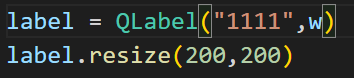 label = QLabel("1111",w)
label.resize(200,200)